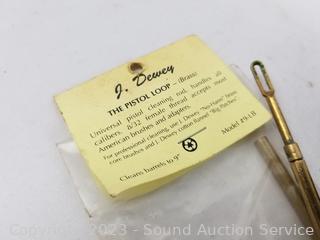 J. Dewey
THE PISTOL LOOP – (Brass)
Universal pistol cleaning rod, handles all
calibers. 8/32 female thread accepts most
American brushes and adapters.
For professional cleaning, use J. Dewey "No-Harm" brass
core brushes and J. Dewey cotton flannel "Big Patches"
Cleans barrels to 9"
Model #9-LB
Copyright 2023 - Sound Auction Service